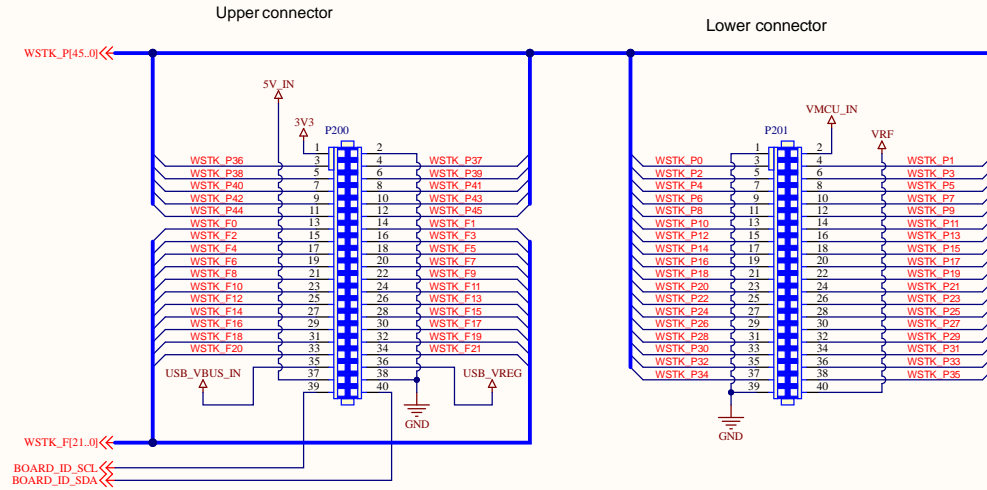 Upper connector
Lower connector
WSTK_P[45..0]
5V_IN
3V3
P200
VMCU_IN
P201
VRF
1 2
WSTK_P36 3 4 WSTK_P37
WSTK_P38 5 6 WSTK_P39
WSTK_P40 7 8 WSTK_P41
WSTK_P42 9 10 WSTK_P43
WSTK_P44 11 12 WSTK_P45
WSTK_F0 13 14 WSTK_F1
WSTK_F2 15 16 WSTK_F3
WSTK_F4 17 18 WSTK_F5
WSTK_F6 19 20 WSTK_F7
WSTK_F8 21 22 WSTK_F9
WSTK_F10 23 24 WSTK_F11
WSTK_F12 25 26 WSTK_F13
WSTK_F14 27 28 WSTK_F15
WSTK_F16 29 30 WSTK_F17
WSTK_F18 31 32 WSTK_F19
WSTK_F20 33 34 WSTK_F21
35 36
USB_VBUS_IN 37 38 USB_VREG
39 40
GND
1 2
WSTK_P0 3 4 WSTK_P1
WSTK_P2 5 6 WSTK_P3
WSTK_P4 7 8 WSTK_P5
WSTK_P6 9 10 WSTK_P7
WSTK_P8 11 12 WSTK_P9
WSTK_P10 13 14 WSTK_P11
WSTK_P12 15 16 WSTK_P13
WSTK_P14 17 18 WSTK_P15
WSTK_P16 19 20 WSTK_P17
WSTK_P18 21 22 WSTK_P19
WSTK_P20 23 24 WSTK_P21
WSTK_P22 25 26 WSTK_P23
WSTK_P24 27 28 WSTK_P25
WSTK_P26 29 30 WSTK_P27
WSTK_P28 31 32 WSTK_P29
WSTK_P30 33 34 WSTK_P31
WSTK_P32 35 36 WSTK_P33
WSTK_P34 37 38 WSTK_P35
39 40
GND
WSTK_F[21..0]
BOARD_ID_SCL
BOARD_ID_SDA